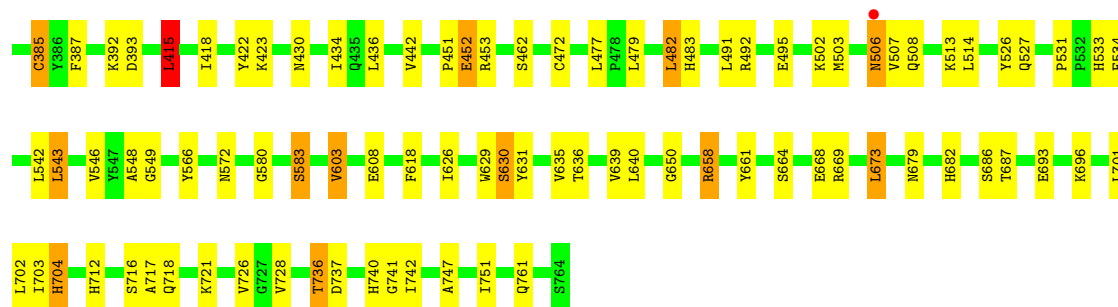 C385 Y386 F387 K392 D393 L415 I418 Y422 K423 N430 I434 Q435 L436 V442 P451 E452 R453 S462 C472 L477 P478 L479 L482 H483 L491 R492 E495 K502 M503 N506 V507 Q508 K513 L514 Y526 Q527 P531 P532 H533
L542 L543 V546 Y547 A548 G549 Y566 N572 G580 S583 V603 E608 F618 I626 W629 S630 Y631 V635 T636 V639 L640 G650 R658 Y661 S664 E668 R669 L673 N679 H682 S686 T687 E693 K696 L701
L702 I703 H704 H712 S716 A717 Q718 K721 V726 G727 V728 T736 D737 H740 G741 I742 A747 I751 Q761 S764